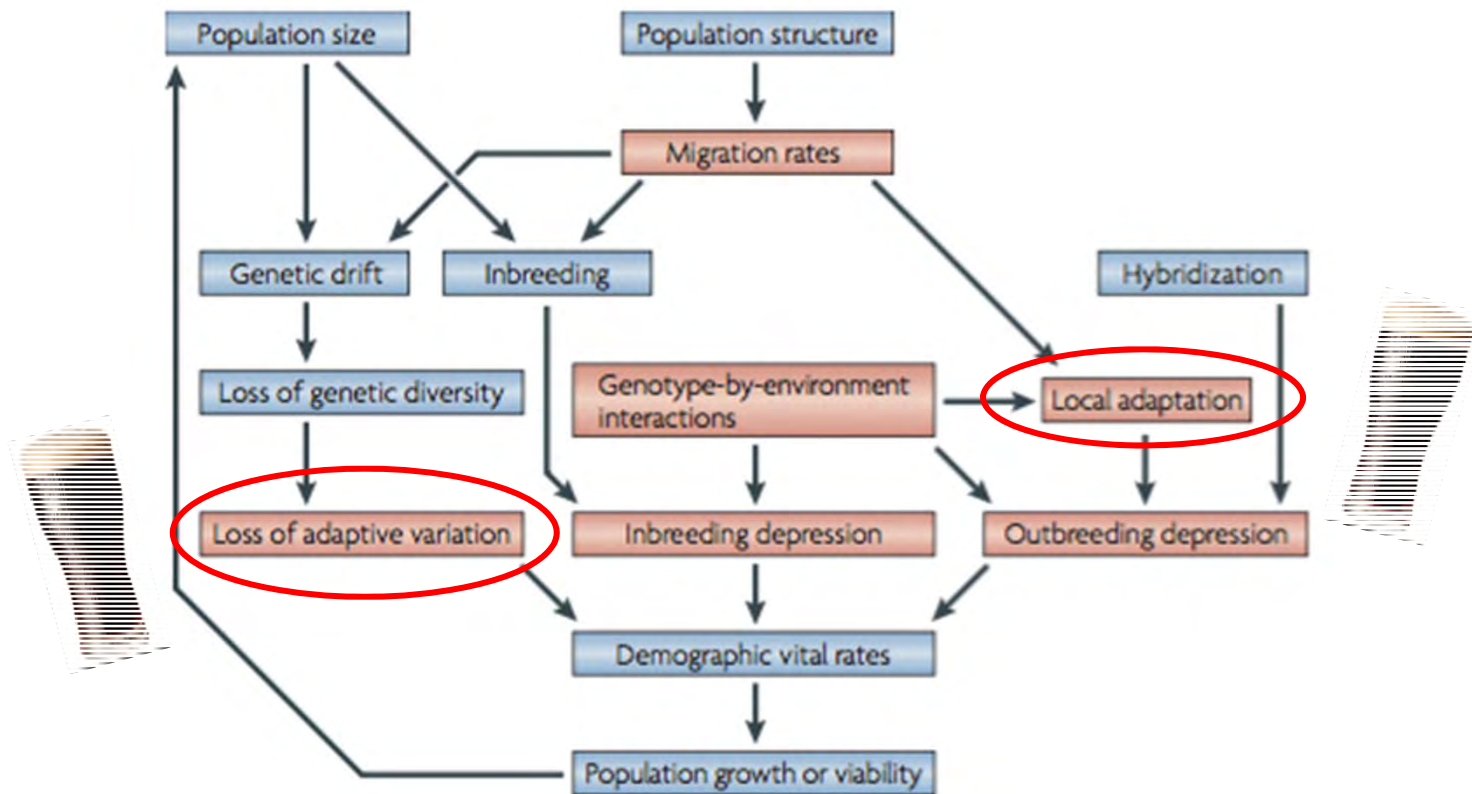 Population size
Population structure
Migration rates
Genetic drift
Inbreeding
Hybridization
Loss of genetic diversity
Genotype-by-environment
interactions
Local adaptation
Loss of adaptive variation
Inbreeding depression
Outbreeding depression
Demographic vital rates
Population growth or viability